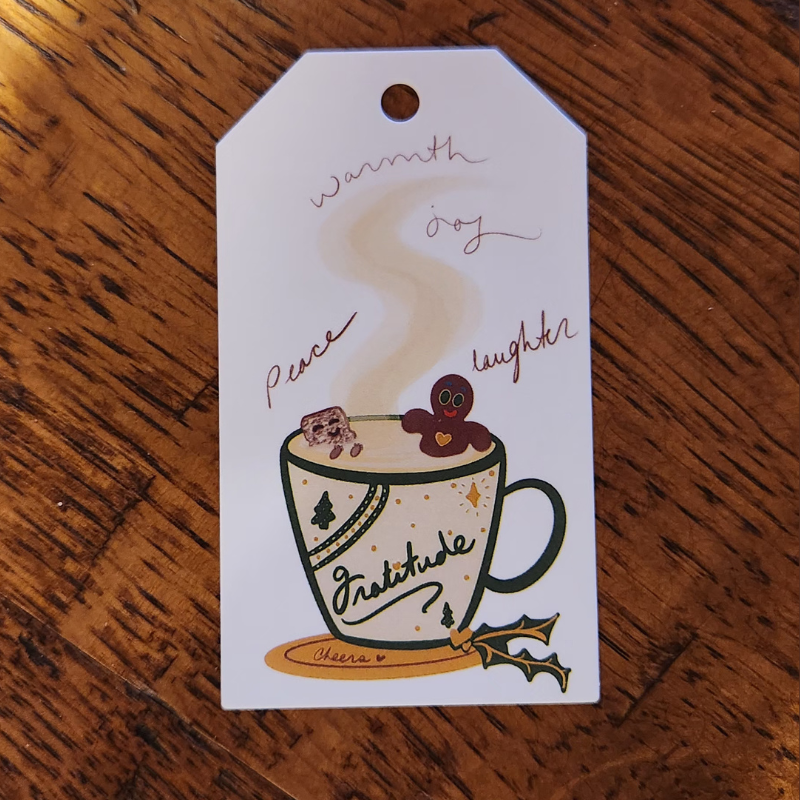 warmth
joy
Peace
laughter
gratitude
Cheers